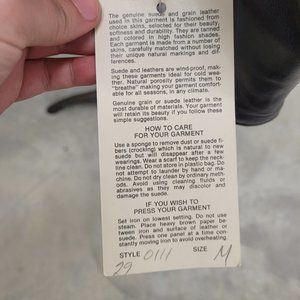 The genuine suede and grain leather
used in this garment is fashioned from
choice skins, selected for their beauty,
softness and durability. They are tanned
and colored in high fashion shades.
Each garment is made from a number of
skins, carefully matched without losing
their unique natural markings and dif-
ferences.
Suede and leathers are wind-proof, mak-
ing these garments ideal for cold wea-
ther. Natural porosity permits them to
"breathe" making your garment comfort-
able for all seasons, in any climate.
Genuine grain or suede leather is the
most durable of materials. Your garment
will retain its beauty if you follow these
simple suggestions.
HOW TO CARE
FOR YOUR GARMENT
Use a sponge to remove dust or suede fi-
bers (crocking) which is natural to new
suede but will disappear after a few
wearings. Wear a scarf to keep the neck-
line clean. Do not store in plastic bag. Do
not attempt to launder by hand or ma-
chine. Do not clean by ordinary meth-
ods. Avoid using cleaning fluids or
abrasives as they may discolor and
damage the suede.
IF YOU WISH TO
PRESS YOUR GARMENT
Set iron on lowest setting. Do not use
steam. Place heavy brown paper be-
tween iron and surface of leather or
suede. Press one panel at a time con-
stantly moving iron to avoid overheating.
STYLE 0111 SIZE M
29